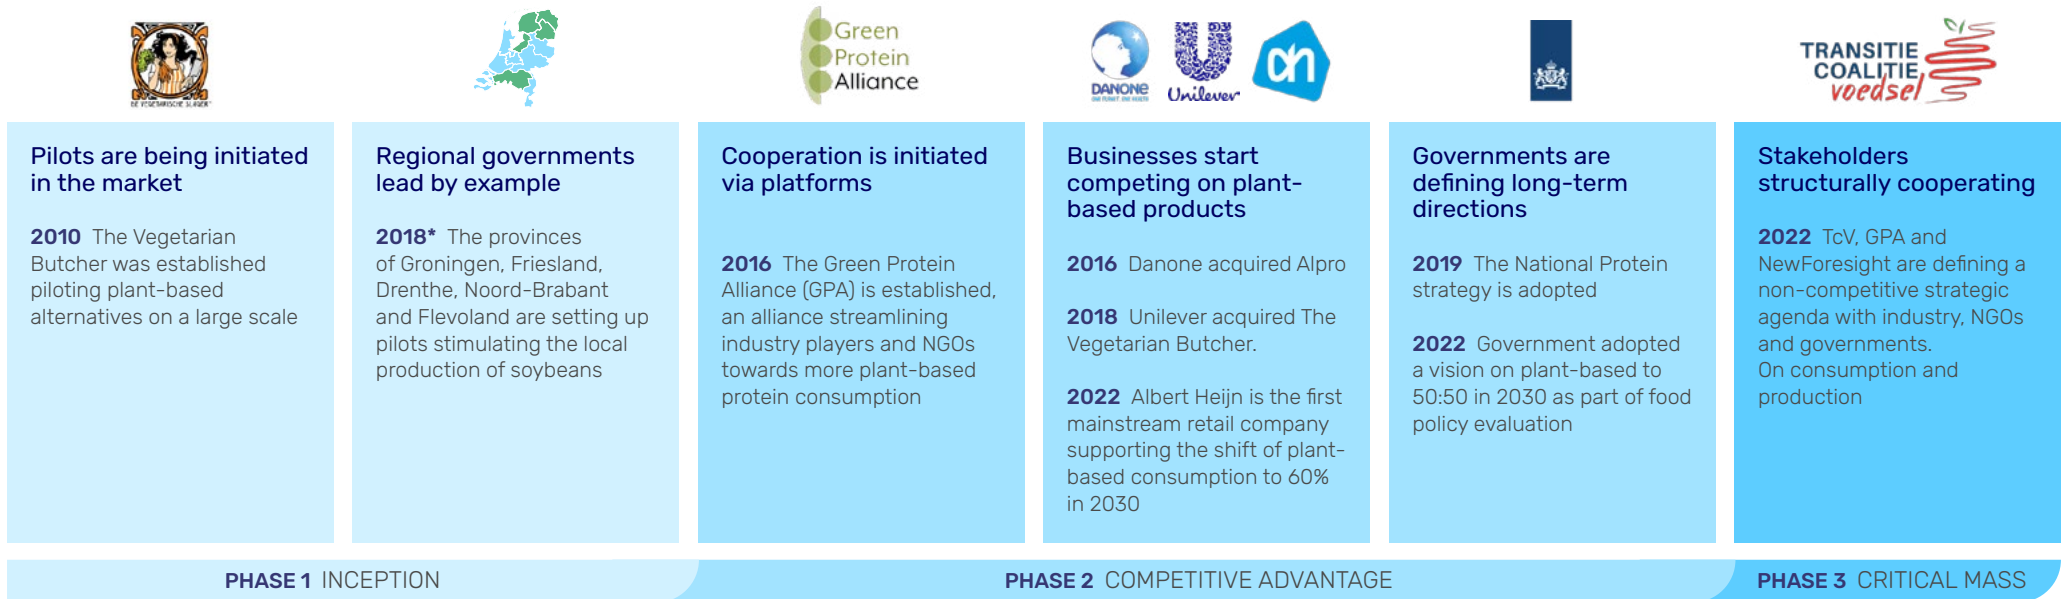 DE VEGETARISCHE SLAGER
Green
Protein
Alliance
DANONE
ONE PLANET. ONE HEALTH
Unilever
ah
TRANSITIE
COALITIE
voedsel
Pilots are being initiated
in the market
2010 The Vegetarian
Butcher was established
piloting plant-based
alternatives on a large scale
Regional governments
lead by example
2018* The provinces
of Groningen, Friesland,
Drenthe, Noord-Brabant
and Flevoland are setting up
pilots stimulating the local
production of soybeans
Cooperation is initiated
via platforms
2016 The Green Protein
Alliance (GPA) is established,
an alliance streamlining
industry players and NGOs
towards more plant-based
protein consumption
Businesses start
competing on plant-
based products
2016 Danone acquired Alpro
2018 Unilever acquired The
Vegetarian Butcher.
2022 Albert Heijn is the first
mainstream retail company
supporting the shift of plant-
based consumption to 60%
in 2030
Governments are
defining long-term
directions
2019 The National Protein
strategy is adopted
2022 Government adopted
a vision on plant-based to
50:50 in 2030 as part of food
policy evaluation
Stakeholders
structurally cooperating
2022 TcV, GPA and
NewForesight are defining a
non-competitive strategic
agenda with industry, NGOs
and governments.
On consumption and
production
PHASE 1 INCEPTION
PHASE 2 COMPETITIVE ADVANTAGE
PHASE 3 CRITICAL MASS